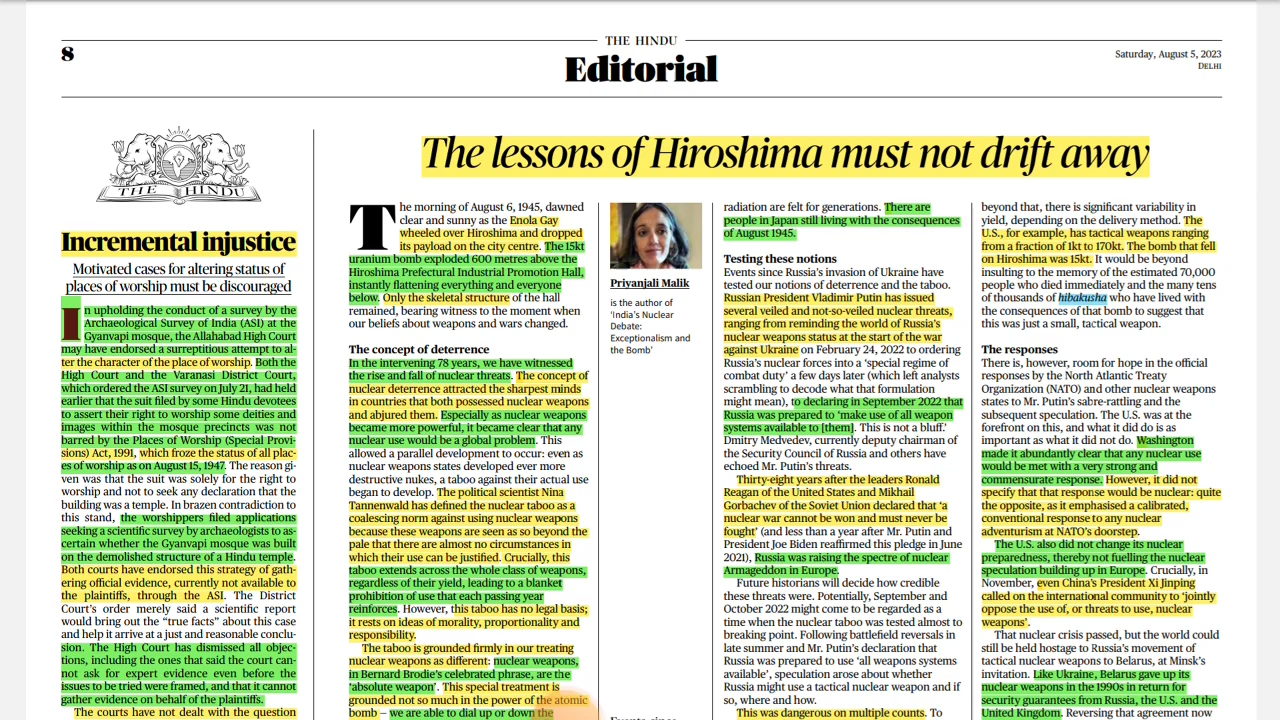 THE HINDU
8
Editorial
Saturday, August 5, 2023
DELHI
THE HINDU
Incremental injustice
Motivated cases for altering status of
places of worship must be discouraged
In upholding the conduct of a survey by the
Archaeological Survey of India (ASI) at the
Gyanvapi mosque, the Allahabad High Court
may have endorsed a surreptitious attempt to al-
ter the character of the place of worship. Both the
High Court and the Varanasi District Court,
which ordered the ASI survey on July 21, had held
earlier that the suit filed by some Hindu devotees
to assert their right to worship some deities and
images within the mosque precincts was not
barred by the Places of Worship (Special Provi-
sions) Act, 1991, which froze the status of all plac-
es of worship as on August 15, 1947. The reason gi-
ven was that the suit was solely for the right to
worship and not to seek any declaration that the
building was a temple. In brazen contradiction to
this stand, the worshippers filed applications
seeking a scientific survey by archaeologists to as-
certain whether the Gyanvapi mosque was built
on the demolished structure of a Hindu temple.
Both courts have endorsed this strategy of gath-
ering official evidence, currently not available to
the plaintiffs, through the ASI. The District
Court's order merely said a scientific report
would bring out the "true facts" about this case
and help it arrive at a just and reasonable conclu-
sion. The High Court has dismissed all objec-
tions, including the ones that said the court can-
not ask for expert evidence even before the
issues to be tried were framed, and that it cannot
gather evidence on behalf of the plaintiffs.
The courts have not dealt with the question
The lessons of Hiroshima must not drift away
The morning of August 6, 1945, dawned
clear and sunny as the Enola Gay
wheeled over Hiroshima and dropped
its payload on the city centre. The 15kt
uranium bomb exploded 600 metres above the
Hiroshima Prefectural Industrial Promotion Hall,
instantly flattening everything and everyone
below. Only the skeletal structure of the hall
remained, bearing witness to the moment when
our beliefs about weapons and wars changed.
The concept of deterrence
In the intervening 78 years, we have witnessed
the rise and fall of nuclear threats. The concept of
nuclear deterrence attracted the sharpest minds
in countries that both possessed nuclear weapons
and abjured them. Especially as nuclear weapons
became more powerful, it became clear that any
nuclear use would be a global problem. This
allowed a parallel development to occur: even as
nuclear weapons states developed ever more
destructive nukes, a taboo against their actual use
began to develop. The political scientist Nina
Tannenwald has defined the nuclear taboo as a
coalescing norm against using nuclear weapons
because these weapons are seen as so beyond the
pale that there are almost no circumstances in
which their use can be justified. Crucially, this
taboo extends across the whole class of weapons,
regardless of their yield, leading to a blanket
prohibition of use that each passing year
reinforces. However, this taboo has no legal basis;
it rests on ideas of morality, proportionality and
responsibility.
The taboo is grounded firmly in our treating
nuclear weapons as different: nuclear weapons,
in Bernard Brodie's celebrated phrase, are the
'absolute weapon'. This special treatment is
grounded not so much in the power of the atomic
bomb – we are able to dial up or down the
Priyanjali Malik
is the author of
'India's Nuclear
Debate:
Exceptionalism and
the Bomb'
radiation are felt for generations. There are
people in Japan still living with the consequences
of August 1945.
Testing these notions
Events since Russia's invasion of Ukraine have
tested our notions of deterrence and the taboo.
Russian President Vladimir Putin has issued
several veiled and not-so-veiled nuclear threats,
ranging from reminding the world of Russia's
nuclear weapons status at the start of the war
against Ukraine on February 24, 2022 to ordering
Russia's nuclear forces into a 'special regime of
combat duty' a few days later (which left analysts
scrambling to decode what that formulation
might mean), to declaring in September 2022 that
Russia was prepared to 'make use of all weapon
systems available to [them]. This is not a bluff.'
Dmitry Medvedev, currently deputy chairman of
the Security Council of Russia and others have
echoed Mr. Putin's threats.
Thirty-eight years after the leaders Ronald
Reagan of the United States and Mikhail
Gorbachev of the Soviet Union declared that 'a
nuclear war cannot be won and must never be
fought' (and less than a year after Mr. Putin and
President Joe Biden reaffirmed this pledge in June
2021), Russia was raising the spectre of nuclear
Armageddon in Europe.
Future historians will decide how credible
these threats were. Potentially, September and
October 2022 might come to be regarded as a
time when the nuclear taboo was tested almost to
breaking point. Following battlefield reversals in
late summer and Mr. Putin's declaration that
Russia was prepared to use 'all weapons systems
available', speculation arose about whether
Russia might use a tactical nuclear weapon and if
so, where and how.
This was dangerous on multiple counts. To
beyond that, there is significant variability in
yield, depending on the delivery method. The
U.S., for example, has tactical weapons ranging
from a fraction of 1kt to 170kt. The bomb that fell
on Hiroshima was 15kt. It would be beyond
insulting to the memory of the estimated 70,000
people who died immediately and the many tens
of thousands of hibakusha who have lived with
the consequences of that bomb to suggest that
this was just a small, tactical weapon.
The responses
There is, however, room for hope in the official
responses by the North Atlantic Treaty
Organization (NATO) and other nuclear weapons
states to Mr. Putin's sabre-rattling and the
subsequent speculation. The U.S. was at the
forefront on this, and what it did do is as
important as what it did not do. Washington
made it abundantly clear that any nuclear use
would be met with a very strong and
commensurate response. However, it did not
specify that that response would be nuclear: quite
the opposite, as it emphasised a calibrated,
conventional response to any nuclear
adventurism at NATO's doorstep.
The U.S. also did not change its nuclear
preparedness, thereby not fuelling the nuclear
speculation building up in Europe. Crucially, in
November, even China's President Xi Jinping
called on the international community to 'jointly
oppose the use of, or threats to use, nuclear
weapons'.
That nuclear crisis passed, but the world could
still be held hostage to Russia's movement of
tactical nuclear weapons to Belarus, at Minsk's
invitation. Like Ukraine, Belarus gave up its
nuclear weapons in the 1990s in return for
security guarantees from Russia, the U.S. and the
United Kingdom. Reversing that agreement now